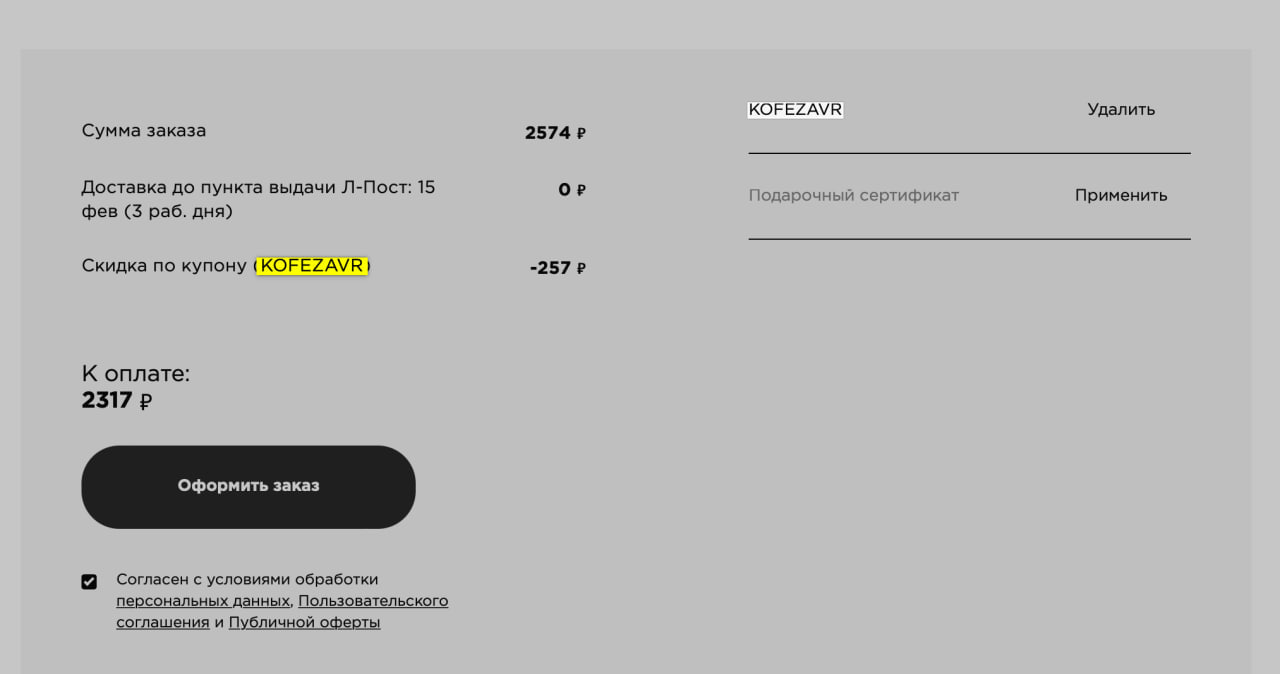 Сумма заказа 2574 ₽
Доставка до пункта выдачи Л-Пост: 15
фев (3 раб. дня) 0 ₽
Скидка по купону (KOFEZAVR) -257 ₽
К оплате:
2317 ₽
Оформить заказ
Согласен с условиями обработки
персональных данных, Пользовательского
соглашения и Публичной оферты
KOFEZAVR Удалить
Подарочный сертификат Применить